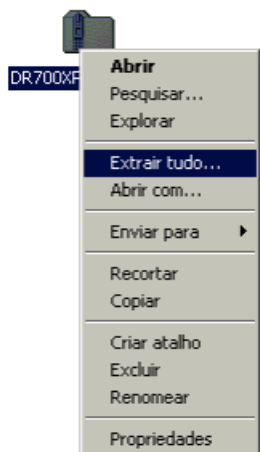 DR700XP
Abrir
Pesquisar...
Explorar
Extrair tudo...
Abrir com...
Enviar para
Recortar
Copiar
Criar atalho
Excluir
Renomear
Propriedades